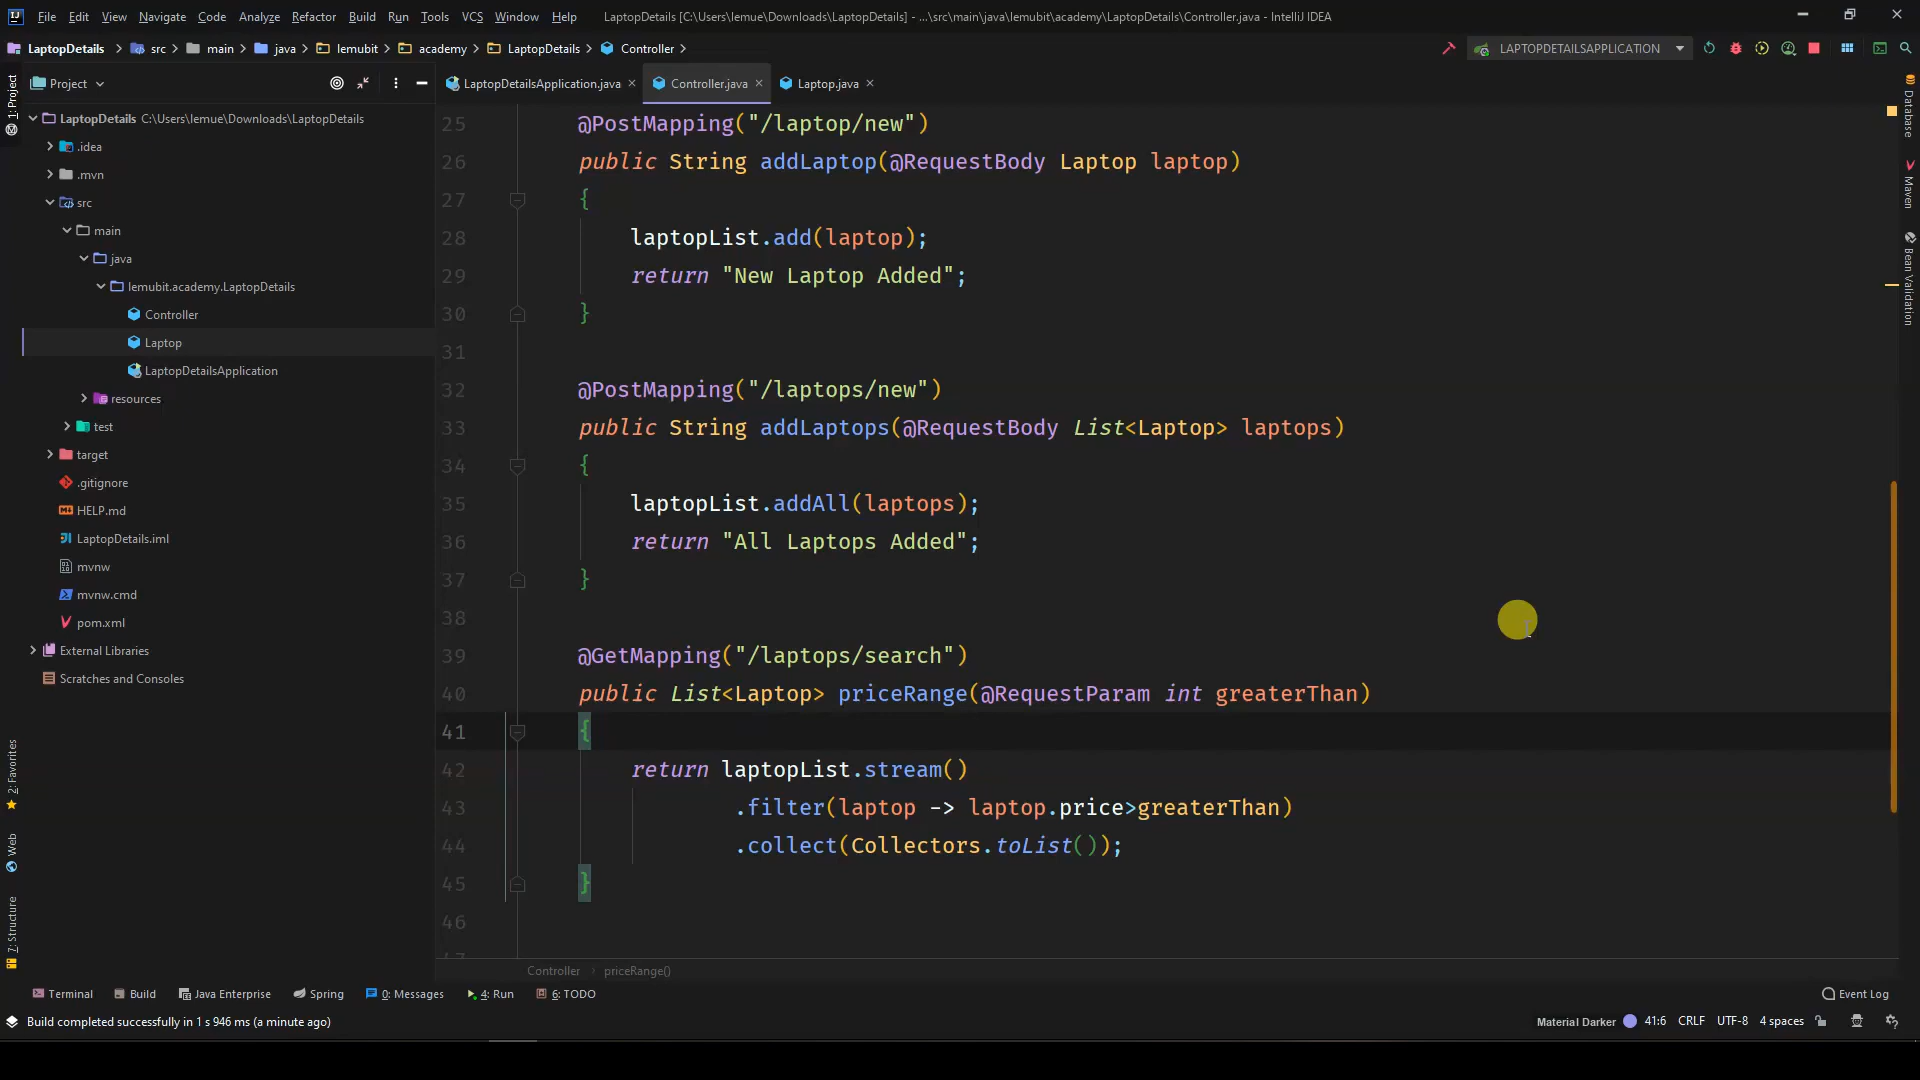 File Edit View Navigate Code Analyze Refactor Build Run Tools VCS Window Help LaptopDetails [C:\Users\lemue\Downloads\LaptopDetails] - ...\src\main\java\lemubit\academy\LaptopDetails\Controller.java - IntelliJ IDEA
LaptopDetails src main java lemubit academy LaptopDetails Controller LAPTOPDETAILSAPPLICATION
Project
LaptopDetailsApplication.java Controller.java Laptop.java
LaptopDetails C:\Users\lemue\Downloads\LaptopDetails
.idea
.mvn
src
main
java
lemubit.academy.LaptopDetails
Controller
Laptop
LaptopDetailsApplication
resources
test
target
.gitignore
HELP.md
LaptopDetails.iml
mvnw
mvnw.cmd
pom.xml
External Libraries
Scratches and Consoles
1: Project
2: Favorites
Web
7: Structure
25 @PostMapping("/laptop/new")
26 public String addLaptop(@RequestBody Laptop laptop)
27 {
28 laptopList.add(laptop);
29 return "New Laptop Added";
30 }
31
32 @PostMapping("/laptops/new")
33 public String addLaptops(@RequestBody List<Laptop> laptops)
34 {
35 laptopList.addAll(laptops);
36 return "All Laptops Added";
37 }
38
39 @GetMapping("/laptops/search")
40 public List<Laptop> priceRange(@RequestParam int greaterThan)
41 {
42 return laptopList.stream()
43 .filter(laptop -> laptop.price>greaterThan)
44 .collect(Collectors.toList());
45 }
46
Controller priceRange()
Database
Maven
Bean Validation
Terminal Build Java Enterprise Spring 0: Messages 4: Run 6: TODO Event Log
Build completed successfully in 1 s 946 ms (a minute ago) Material Darker 41:6 CRLF UTF-8 4 spaces